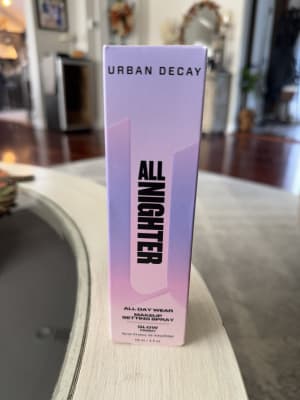 URBAN DECAY
ALL
NIGHTER
ALL DAY WEAR
MAKEUP
SETTING SPRAY
GLOW